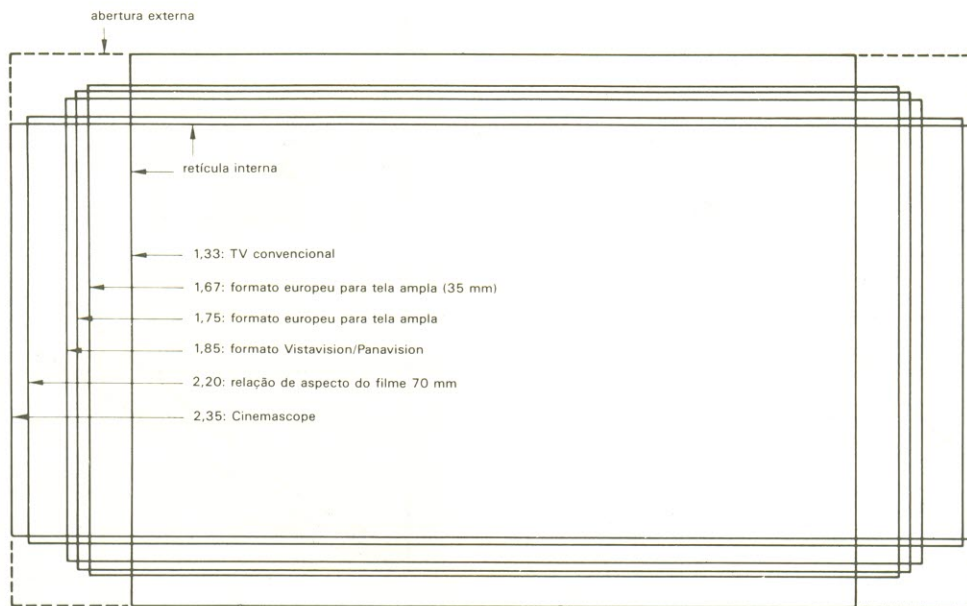 abertura externa
retícula interna
1,33: TV convencional
1,67: formato europeu para tela ampla (35 mm)
1,75: formato europeu para tela ampla
1,85: formato Vistavision/Panavision
2,20: relação de aspecto do filme 70 mm
2,35: Cinemascope